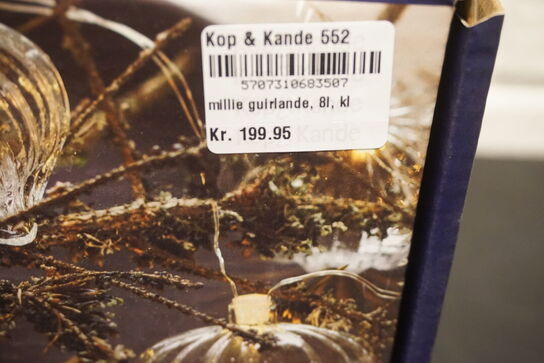 Kop & Kande 552
5707310683507
millie guirlande, 8l, kl
Kr. 199.95